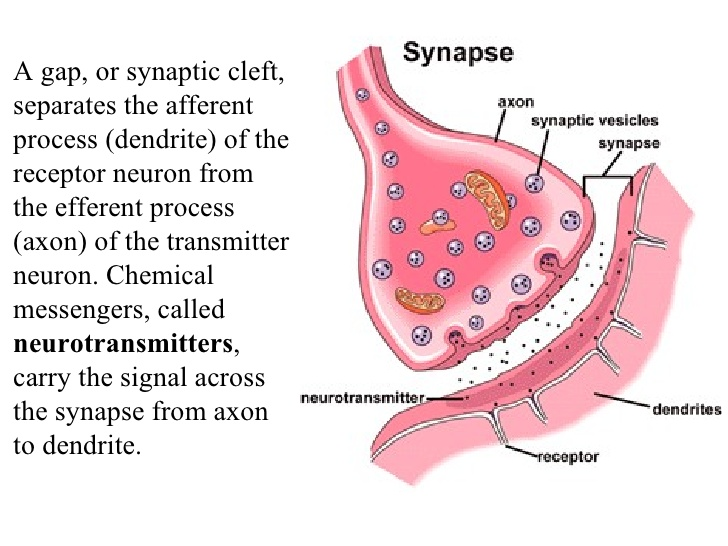 A gap, or synaptic cleft,
separates the afferent
process (dendrite) of the
receptor neuron from
the efferent process
(axon) of the transmitter
neuron. Chemical
messengers, called
neurotransmitters,
carry the signal across
the synapse from axon
to dendrite.
Synapse
axon
synaptic vesicles
synapse
neurotransmitter
dendrites
receptor